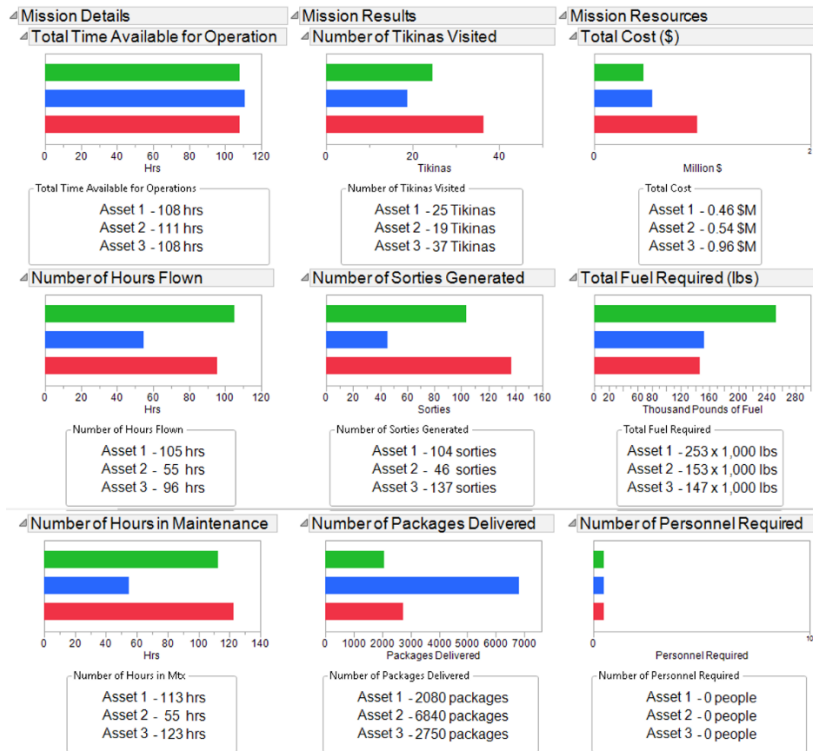 Mission Details
Mission Results
Mission Resources
Total Time Available for Operation
Number of Tikinas Visited
Total Cost ($)
0 20 40 60 80 100 120
Hrs
0 20 40
Tikinas
0 2
Million $
Total Time Available for Operations
Asset 1 - 108 hrs
Asset 2 - 111 hrs
Asset 3 - 108 hrs
Number of Tikinas Visited
Asset 1 - 25 Tikinas
Asset 2 - 19 Tikinas
Asset 3 - 37 Tikinas
Total Cost
Asset 1 - 0.46 $M
Asset 2 - 0.54 $M
Asset 3 - 0.96 $M
Number of Hours Flown
Number of Sorties Generated
Total Fuel Required (lbs)
0 20 40 60 80 100 120
Hrs
0 20 40 60 80 100 120 140 160
Sorties
0 20 60 80 120 160 200 240 280
Thousand Pounds of Fuel
Number of Hours Flown
Asset 1 - 105 hrs
Asset 2 - 55 hrs
Asset 3 - 96 hrs
Number of Sorties Generated
Asset 1 - 104 sorties
Asset 2 - 46 sorties
Asset 3 - 137 sorties
Total Fuel Required
Asset 1 - 253 x 1,000 lbs
Asset 2 - 153 x 1,000 lbs
Asset 3 - 147 x 1,000 lbs
Number of Hours in Maintenance
Number of Packages Delivered
Number of Personnel Required
0 20 40 60 80 100 120 140
Hrs
0 1000 2000 3000 4000 5000 6000 7000
Packages Delivered
0 10
Personnel Required
Number of Hours in Mtx
Asset 1 - 113 hrs
Asset 2 - 55 hrs
Asset 3 - 123 hrs
Number of Packages Delivered
Asset 1 - 2080 packages
Asset 2 - 6840 packages
Asset 3 - 2750 packages
Number of Personnel Required
Asset 1 - 0 people
Asset 2 - 0 people
Asset 3 - 0 people